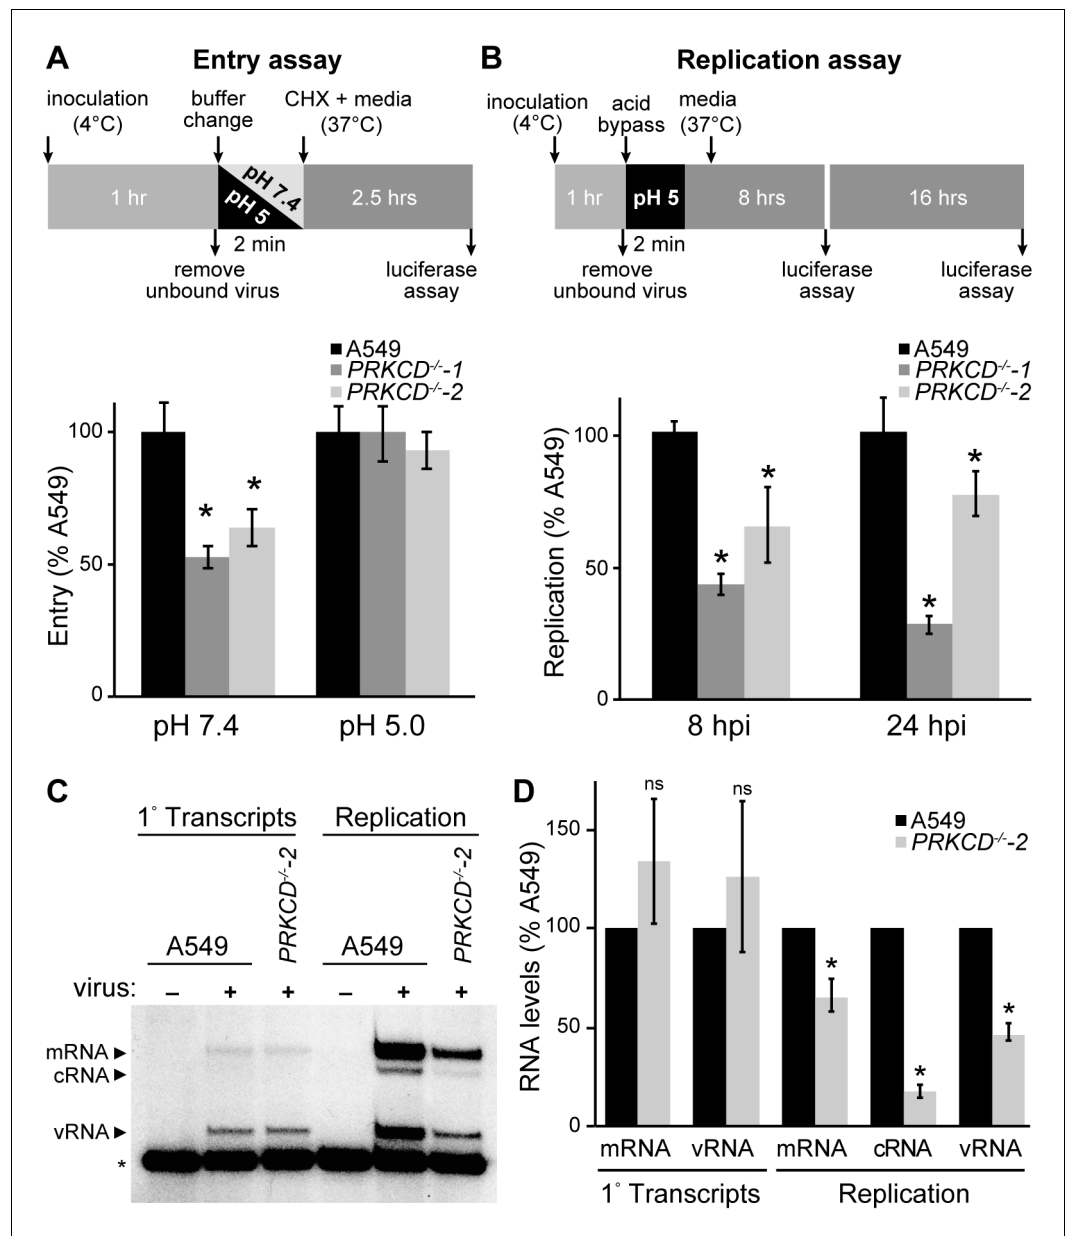 A
Entry assay
inoculation
(4°C)
buffer
change
CHX + media
(37°C)
1 hr
pH 7.4
pH 5
2.5 hrs
2 min
remove
unbound virus
luciferase
assay
A549
PRKCD-/--1
PRKCD-/--2
Entry (% A549)
100
50
0
*
*
pH 7.4
pH 5.0
B
Replication assay
inoculation
(4°C)
acid
bypass
media
(37°C)
1 hr
pH 5
8 hrs
16 hrs
2 min
remove
unbound virus
luciferase
assay
luciferase
assay
A549
PRKCD-/--1
PRKCD-/--2
Replication (% A549)
100
50
0
*
*
*
*
8 hpi
24 hpi
C
1° Transcripts
Replication
A549
PRKCD-/--2
A549
PRKCD-/--2
virus: – + + – + +
mRNA
cRNA
vRNA
*
D
A549
PRKCD-/--2
RNA levels (% A549)
150
100
50
0
ns
ns
*
*
*
mRNA vRNA mRNA cRNA vRNA
1° Transcripts
Replication